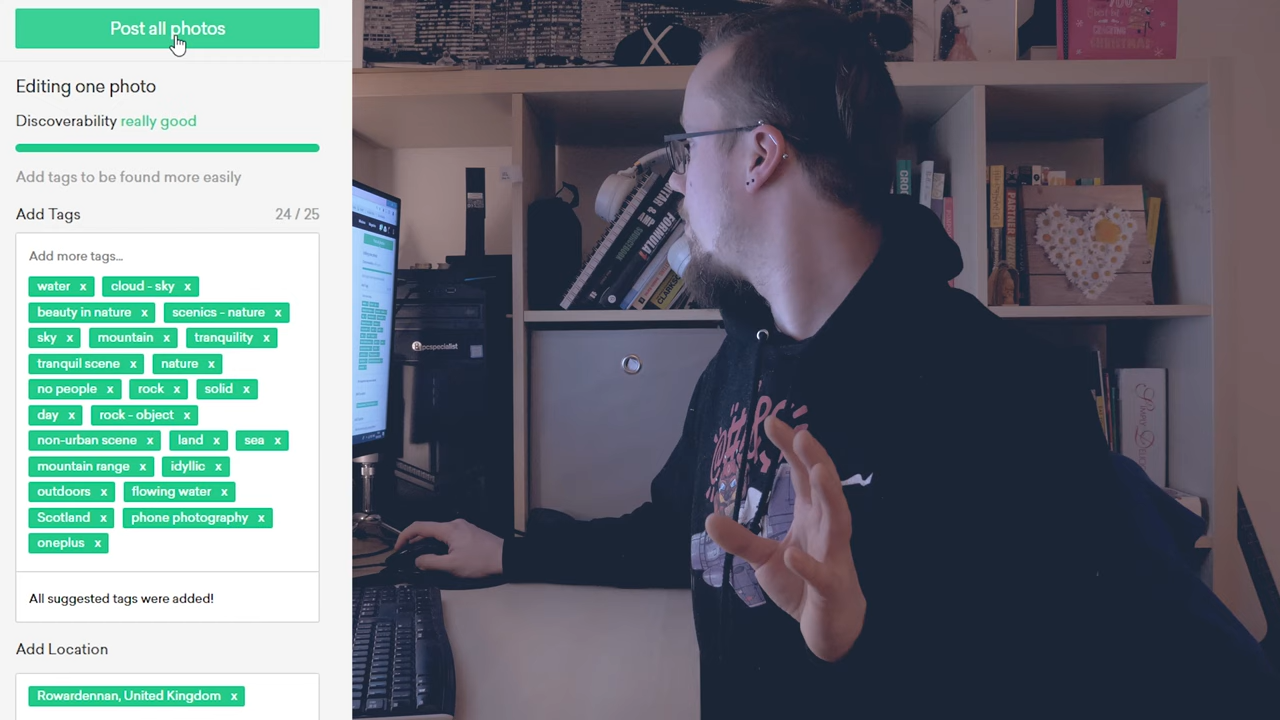 Post all photos
Editing one photo
Discoverability really good
Add tags to be found more easily
Add Tags 24 / 25
Add more tags...
water x cloud - sky x
beauty in nature x scenics - nature x
sky x mountain x tranquility x
tranquil scene x nature x
no people x rock x solid x
day x rock - object x
non-urban scene x land x sea x
mountain range x idyllic x
outdoors x flowing water x
Scotland x phone photography x
oneplus x
All suggested tags were added!
Add Location
Rowardennan, United Kingdom x
X
pcspecialist
FORMULA
PARTNER